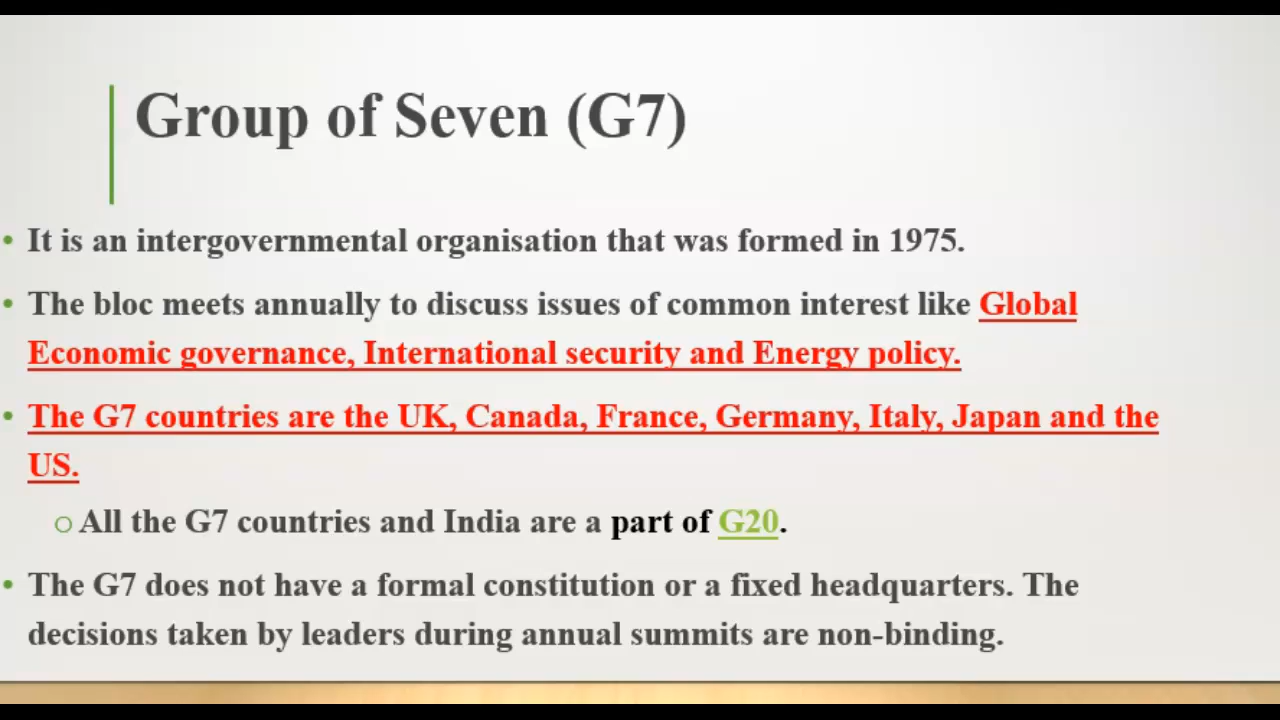 Group of Seven (G7)
• It is an intergovernmental organisation that was formed in 1975.
• The bloc meets annually to discuss issues of common interest like Global
Economic governance, International security and Energy policy.
• The G7 countries are the UK, Canada, France, Germany, Italy, Japan and the
US.
○ All the G7 countries and India are a part of G20.
• The G7 does not have a formal constitution or a fixed headquarters. The
decisions taken by leaders during annual summits are non-binding.